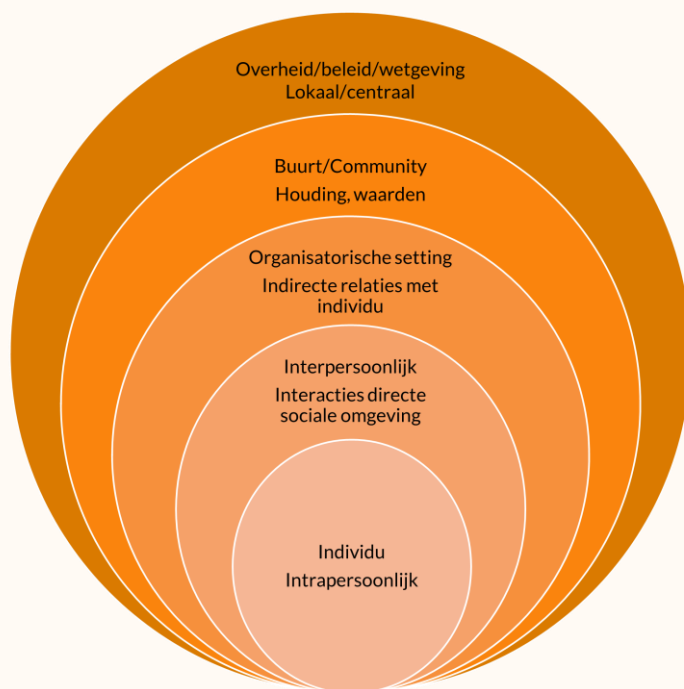 Overheid/beleid/wetgeving
Lokaal/centraal
Buurt/Community
Houding, waarden
Organisatorische setting
Indirecte relaties met
individu
Interpersoonlijk
Interacties directe
sociale omgeving
Individu
Intrapersoonlijk